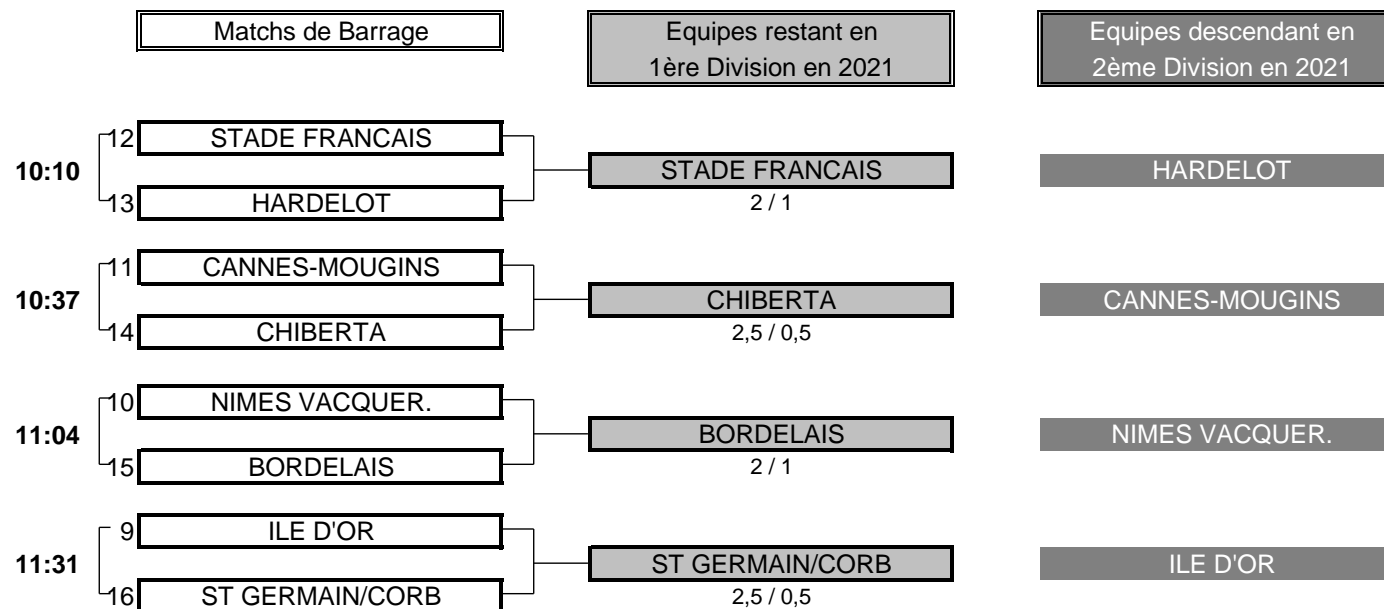 Matchs de Barrage
Equipes restant en
1ère Division en 2021
Equipes descendant en
2ème Division en 2021
12 STADE FRANCAIS
10:10 STADE FRANCAIS HARDELOT
13 HARDELOT 2 / 1
11 CANNES-MOUGINS
10:37 CHIBERTA CANNES-MOUGINS
14 CHIBERTA 2,5 / 0,5
10 NIMES VACQUER.
11:04 BORDELAIS NIMES VACQUER.
15 BORDELAIS 2 / 1
9 ILE D'OR
11:31 ST GERMAIN/CORB ILE D'OR
16 ST GERMAIN/CORB 2,5 / 0,5